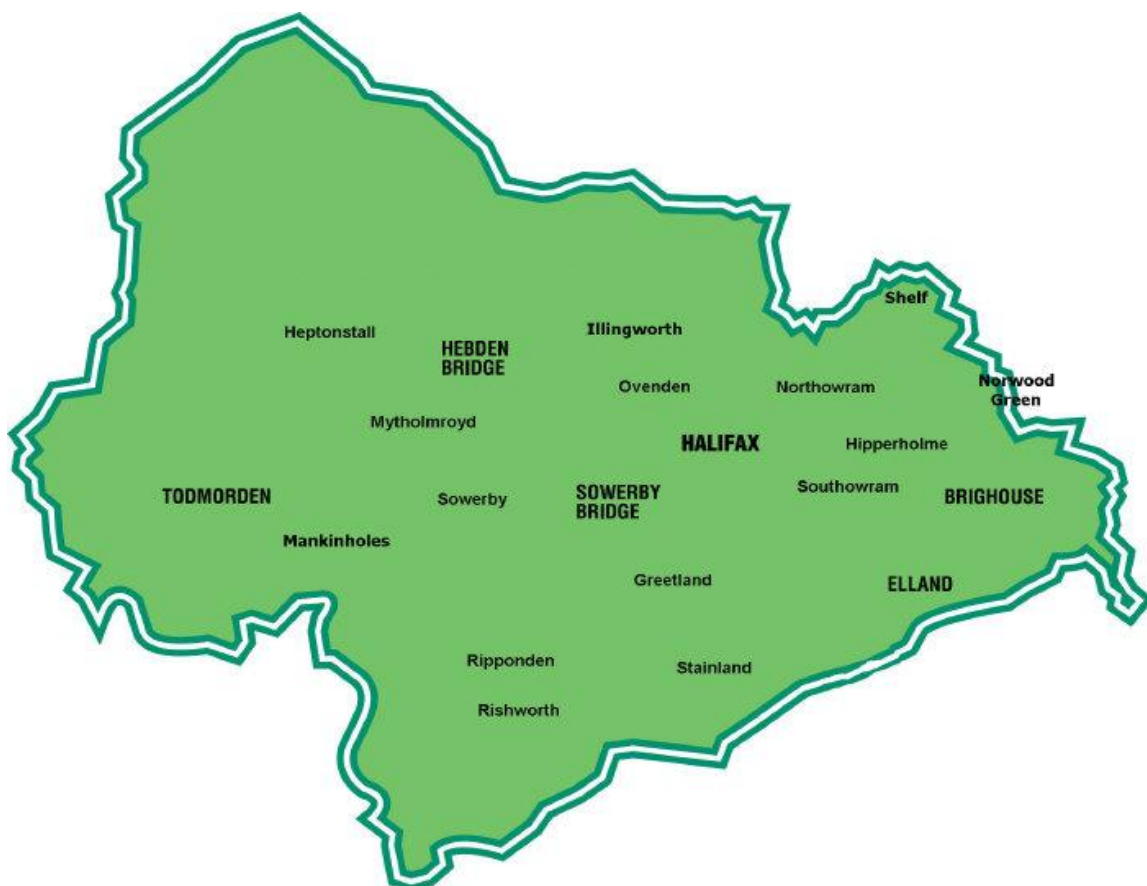 Shelf
Heptonstall
Illingworth
HEBDEN
BRIDGE
Ovenden
Northowram
Norwood
Green
Mytholmroyd
HALIFAX
Hipperholme
TODMORDEN
Sowerby
SOWERBY
BRIDGE
Southowram
BRIGHOUSE
Mankinholes
Greetland
ELLAND
Ripponden
Stainland
Rishworth